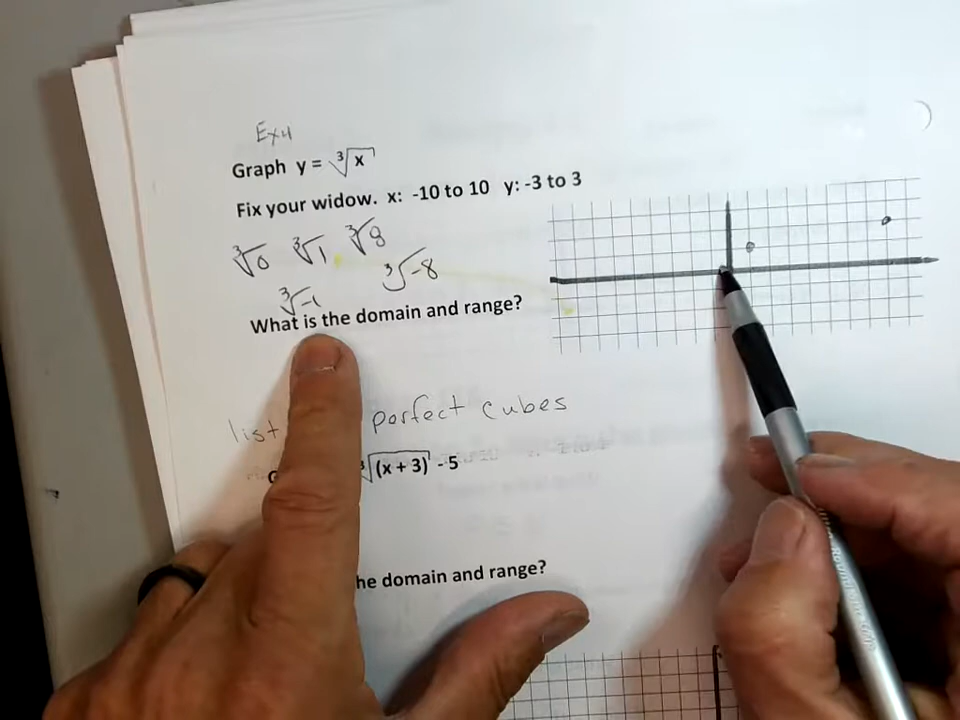 Ex4
Graph y = ∛x
Fix your widow. x: -10 to 10 y: -3 to 3
∛0 ∛1 ∛8
∛-1 ∛-8
What is the domain and range?
list perfect cubes
∛(x + 3) - 5
he domain and range?